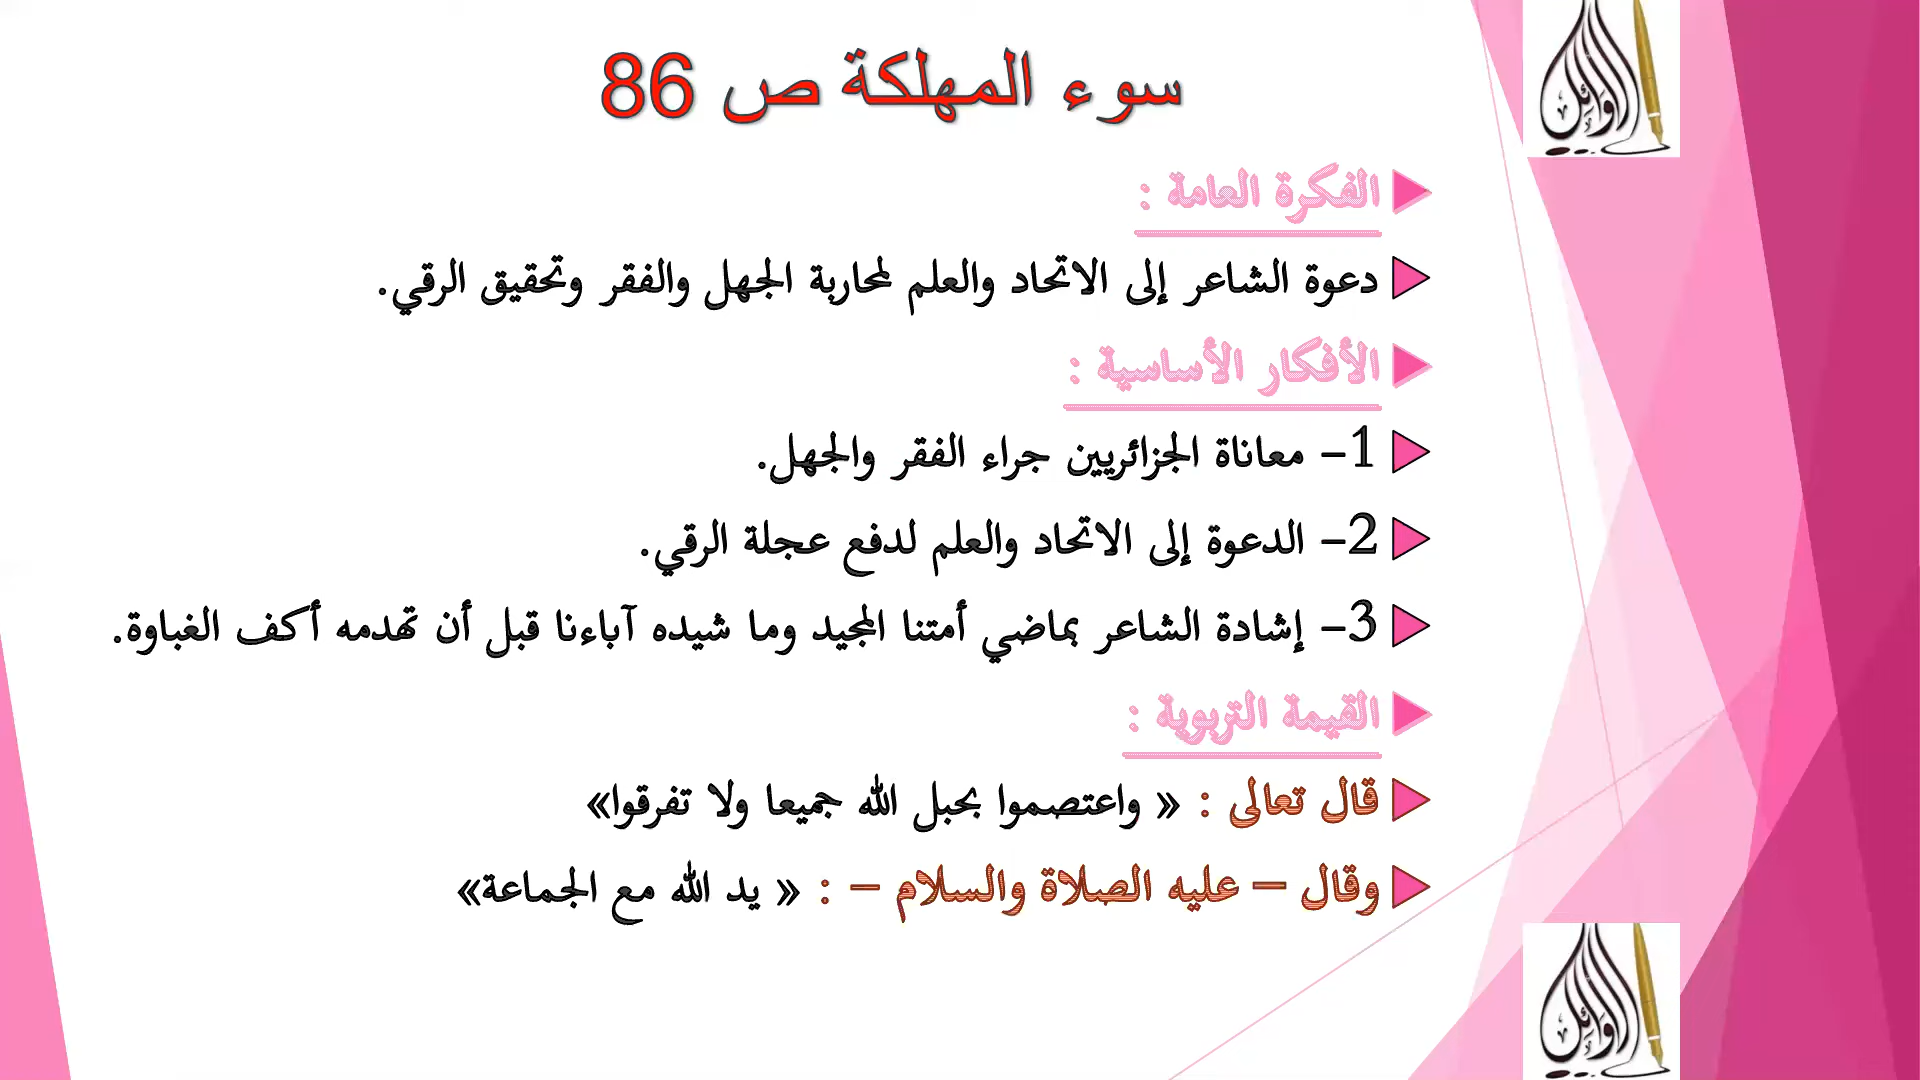 سوء المهلكة ص 86
الفكرة العامة :
دعوة الشاعر إلى الاتحاد والعلم لمحاربة الجهل والفقر وتحقيق الرقي.
الأفكار الأساسية :
1– معاناة الجزائريين جراء الفقر والجهل.
2– الدعوة إلى الاتحاد والعلم لدفع عجلة الرقي.
3– إشادة الشاعر بماضي أمتنا المجيد وما شيده آباءنا قبل أن تهدمه أكف الغباوة.
القيمة التربوية :
قال تعالى : « واعتصموا بحبل الله جميعا ولا تفرقوا»
وقال – عليه الصلاة والسلام – : « يد الله مع الجماعة»